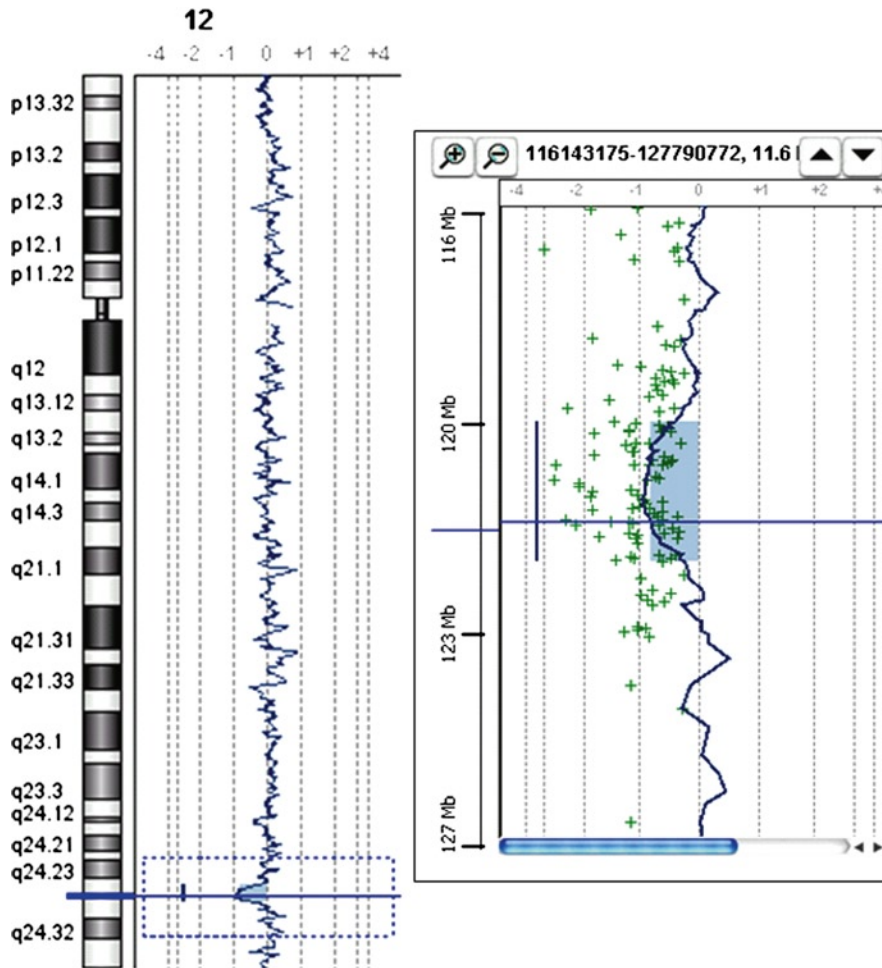 12
-4 -2 -1 0 +1 +2 +4
p13.32
p13.2
p12.3
p12.1
p11.22
q12
q13.12
q13.2
q14.1
q14.3
q21.1
q21.31
q21.33
q23.1
q23.3
q24.12
q24.21
q24.23
q24.32
116143175-127790772, 11.6
-4 -2 -1 0 +1 +2
116 Mb
120 Mb
123 Mb
127 Mb